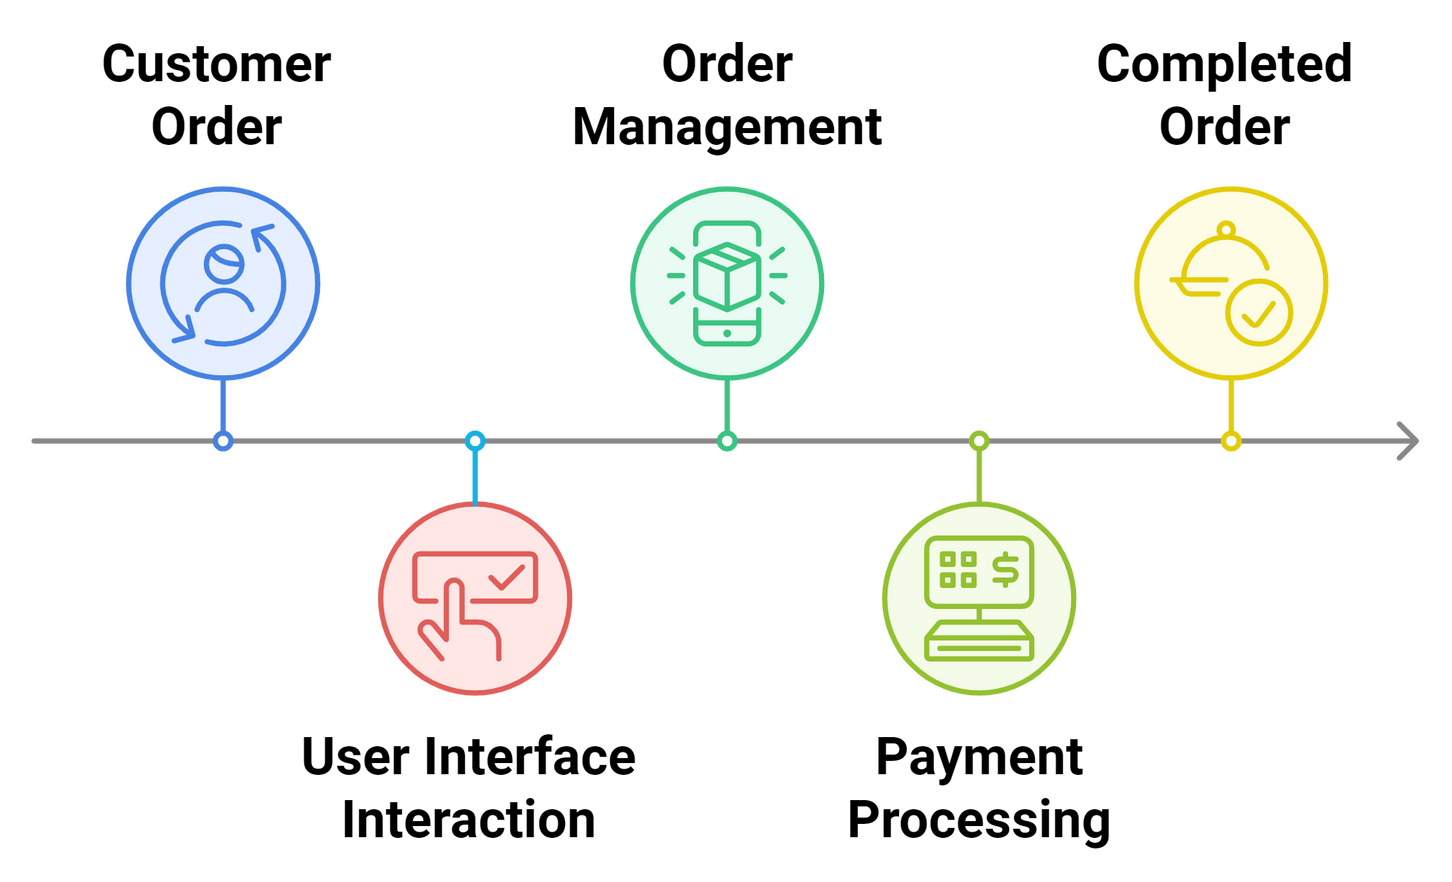 Customer
Order
User Interface
Interaction
Order
Management
Payment
Processing
Completed
Order